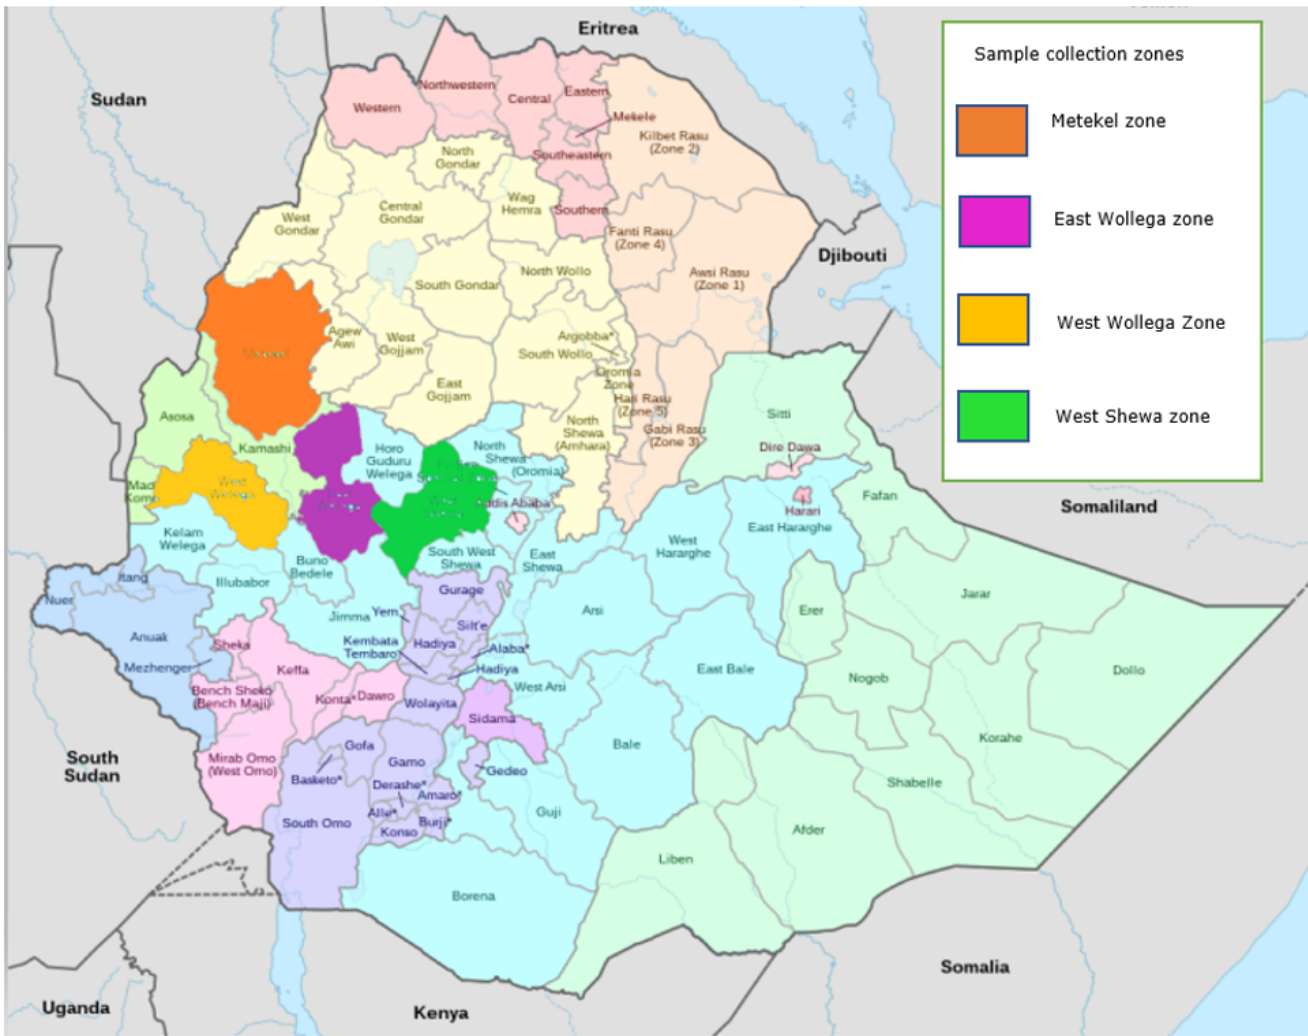 Eritrea
Sudan
Northwestern
Eastern
Central
Western
Mekele
Kilbet Rasu
(Zone 2)
North
Gondar
Southeastern
Wag
Hemra
Central
Gondar
Southern
West
Gondar
Fanti Rasu
(Zone 4)
Djibouti
North Wollo
Awsi Rasu
(Zone 1)
South Gondar
Agew
Awi
West
Gojjam
Argobba*
South Wollo
Oromia
Zone
East
Gojjam
Hari Rasu
(Zone 5)
Gabi Rasu
(Zone 3)
Sitti
Asosa
North
Shewa
(Amhara)
Kamashi
Horo
Guduru
Welega
North
Shewa
(Oromia)
Dire Dawa
West
Mao
Komo
Addis Ababa
Harari
Fafan
Somaliland
East Hararghe
Kelam
Welega
West
Hararghe
South West
Shewa
East
Shewa
Buno
Bedele
Itang
Illubabor
Nuer
Gurage
Jarar
Arsi
Erer
Jimma
Yem
Silt'e
Anuak
Sheka
Hadiya
Kembata
Tembaro
Alaba*
Mezhenger
Keffa
Hadiya
East Bale
Dollo
Nogob
Bench Sheko
(Bench Maji)
Konta*
Dawro
Wolayita
West Arsi
Sidama
Korahe
South
Sudan
Mirab Omo
(West Omo)
Gofa
Bale
Gamo
Gedeo
Basketo*
Derashe*
Amaro*
Shabelle
Alle*
Guji
South Omo
Burji*
Konso
Afder
Liben
Borena
Somalia
Uganda
Kenya
Sample collection zones
Metekel zone
East Wollega zone
West Wollega Zone
West Shewa zone